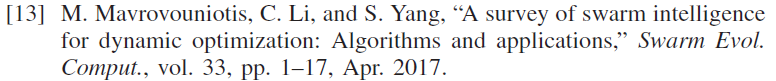 [13] M. Mavrovouniotis, C. Li, and S. Yang, “A survey of swarm intelligence
for dynamic optimization: Algorithms and applications,” Swarm Evol.
Comput., vol. 33, pp. 1–17, Apr. 2017.